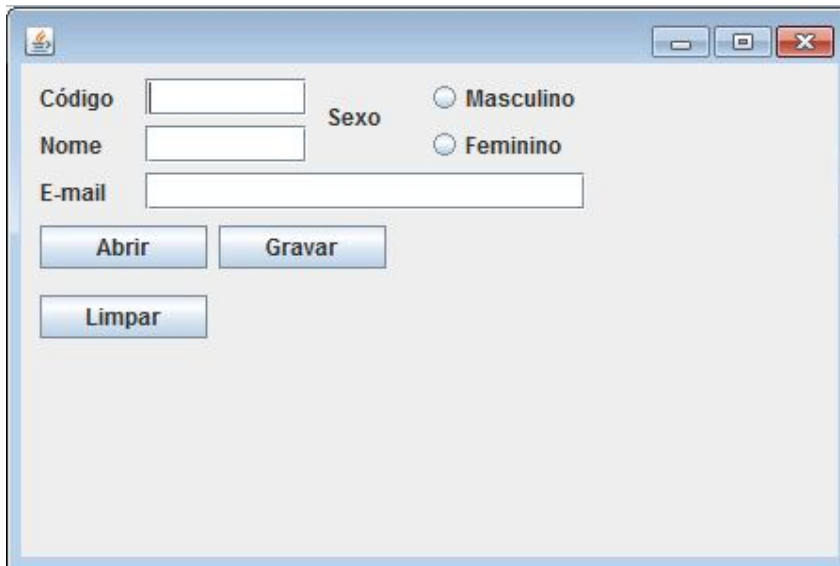 Código
Sexo
Masculino
Nome
Feminino
E-mail
Abrir Gravar
Limpar